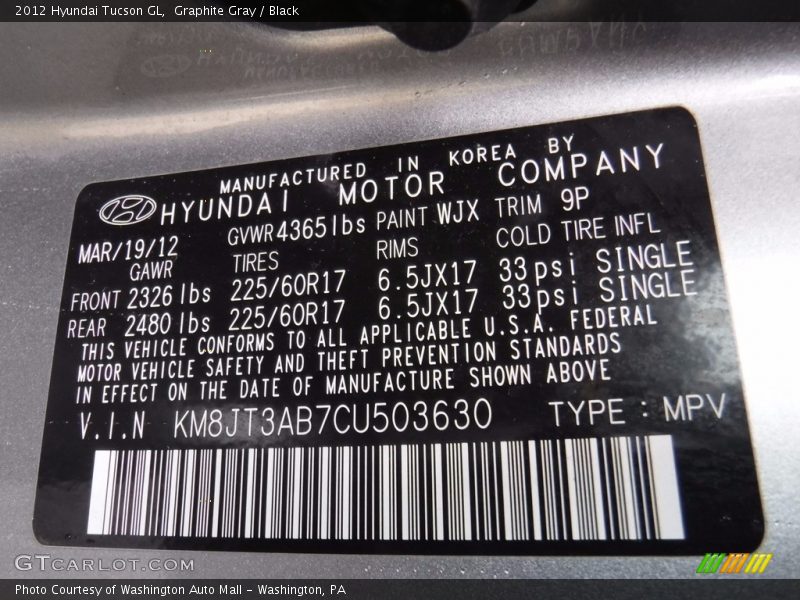 2012 Hyundai Tucson GL, Graphite Gray / Black
MANUFACTURED IN KOREA BY
HYUNDAI MOTOR COMPANY
MAR/19/12 GVWR 4365lbs PAINT WJX TRIM 9P
GAWR TIRES RIMS COLD TIRE INFL
FRONT 2326 lbs 225/60R17 6.5JX17 33psi SINGLE
REAR 2480 lbs 225/60R17 6.5JX17 33psi SINGLE
THIS VEHICLE CONFORMS TO ALL APPLICABLE U.S.A. FEDERAL
MOTOR VEHICLE SAFETY AND THEFT PREVENTION STANDARDS
IN EFFECT ON THE DATE OF MANUFACTURE SHOWN ABOVE
V.I.N KM8JT3AB7CU503630 TYPE : MPV
GTCARLOT.COM
Photo Courtesy of Washington Auto Mall - Washington, PA